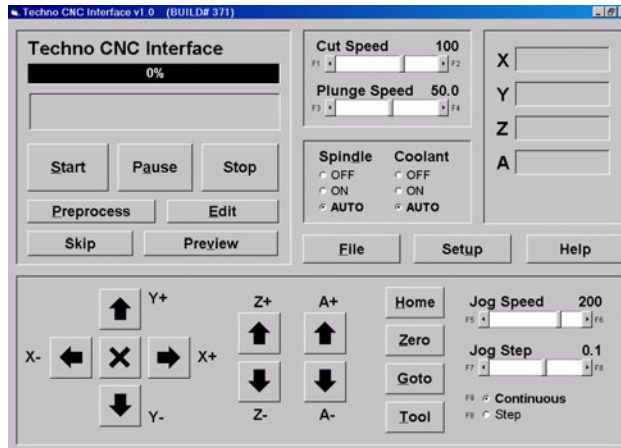 Techno CNC Interface v1.0 (BUILD# 371)
Techno CNC Interface
0%
Start Pause Stop
Preprocess Edit
Skip Preview
Cut Speed 100
F1 F2
Plunge Speed 50.0
F3 F4
Spindle Coolant
OFF OFF
ON ON
AUTO AUTO
X
Y
Z
A
File Setup Help
Y+
X- X+
Y-
Z+ A+
Z- A-
Home
Zero
Goto
Tool
Jog Speed 200
F5 F6
Jog Step 0.1
F7 F8
F9 Continuous
F8 Step